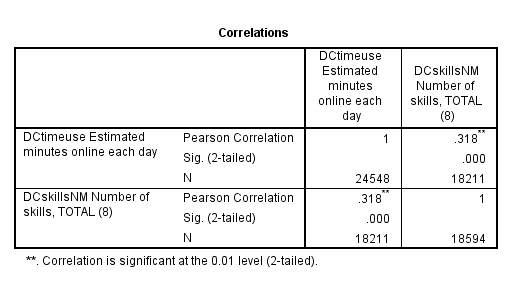 Correlations
DCtimeuse Estimated minutes online each day
DCskillsNM Number of skills, TOTAL (8)
DCtimeuse Estimated minutes online each day Pearson Correlation 1 .318**
Sig. (2-tailed) .000
N 24548 18211
DCskillsNM Number of skills, TOTAL (8) Pearson Correlation .318** 1
Sig. (2-tailed) .000
N 18211 18594
**. Correlation is significant at the 0.01 level (2-tailed).